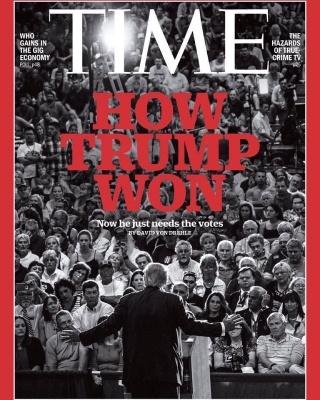 WHO
GAINS IN
THE GIG
ECONOMY
TIME
THE
HAZARDS
OF TRUE-
CRIME TV
HOW
TRUMP
WON
Now he just needs the votes
BY DAVID VON DREHLE